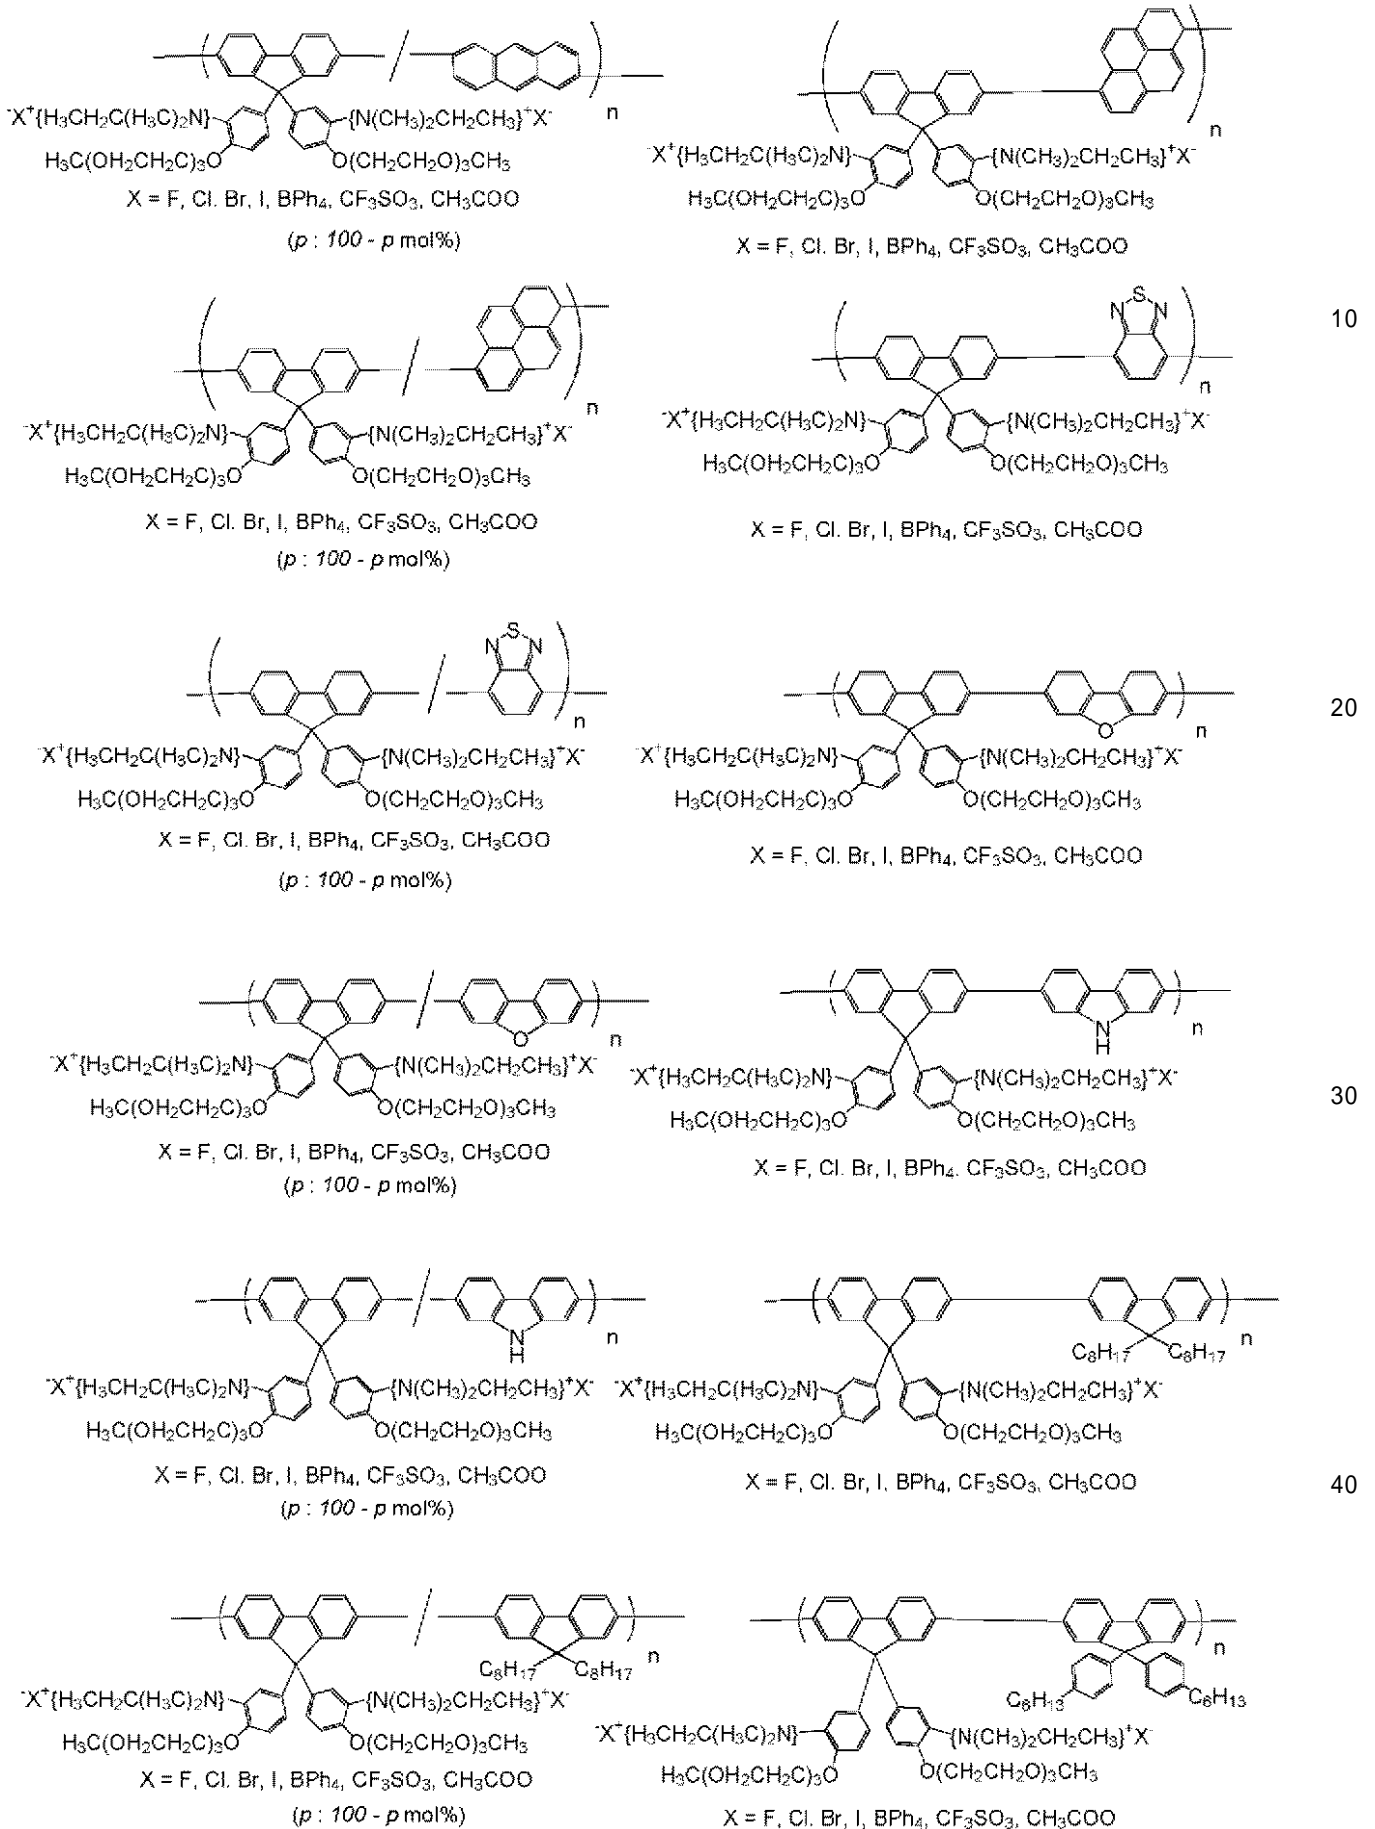 n
⁻X⁺{H₃CH₂C(H₃C)₂N} {N(CH₃)₂CH₂CH₃}⁺X⁻
H₃C(OH₂CH₂C)₃O O(CH₂CH₂O)₃CH₃
X = F, Cl. Br, I, BPh₄, CF₃SO₃, CH₃COO
(p : 100 - p mol%)
n
⁻X⁺{H₃CH₂C(H₃C)₂N} {N(CH₃)₂CH₂CH₃}⁺X⁻
H₃C(OH₂CH₂C)₃O O(CH₂CH₂O)₃CH₃
X = F, Cl. Br, I, BPh₄, CF₃SO₃, CH₃COO
n
⁻X⁺{H₃CH₂C(H₃C)₂N} {N(CH₃)₂CH₂CH₃}⁺X⁻
H₃C(OH₂CH₂C)₃O O(CH₂CH₂O)₃CH₃
X = F, Cl. Br, I, BPh₄, CF₃SO₃, CH₃COO
(p : 100 - p mol%)
S
N N
n
⁻X⁺{H₃CH₂C(H₃C)₂N} {N(CH₃)₂CH₂CH₃}⁺X⁻
H₃C(OH₂CH₂C)₃O O(CH₂CH₂O)₃CH₃
X = F, Cl. Br, I, BPh₄, CF₃SO₃, CH₃COO
10
S
N N
n
⁻X⁺{H₃CH₂C(H₃C)₂N} {N(CH₃)₂CH₂CH₃}⁺X⁻
H₃C(OH₂CH₂C)₃O O(CH₂CH₂O)₃CH₃
X = F, Cl. Br, I, BPh₄, CF₃SO₃, CH₃COO
(p : 100 - p mol%)
O n
⁻X⁺{H₃CH₂C(H₃C)₂N} {N(CH₃)₂CH₂CH₃}⁺X⁻
H₃C(OH₂CH₂C)₃O O(CH₂CH₂O)₃CH₃
X = F, Cl. Br, I, BPh₄, CF₃SO₃, CH₃COO
20
O n
⁻X⁺{H₃CH₂C(H₃C)₂N} {N(CH₃)₂CH₂CH₃}⁺X⁻
H₃C(OH₂CH₂C)₃O O(CH₂CH₂O)₃CH₃
X = F, Cl. Br, I, BPh₄, CF₃SO₃, CH₃COO
(p : 100 - p mol%)
N n
H
⁻X⁺{H₃CH₂C(H₃C)₂N} {N(CH₃)₂CH₂CH₃}⁺X⁻
H₃C(OH₂CH₂C)₃O O(CH₂CH₂O)₃CH₃
X = F, Cl. Br, I, BPh₄. CF₃SO₃, CH₃COO
30
N n
H
⁻X⁺{H₃CH₂C(H₃C)₂N} {N(CH₃)₂CH₂CH₃}⁺X⁻
H₃C(OH₂CH₂C)₃O O(CH₂CH₂O)₃CH₃
X = F, Cl. Br, I, BPh₄, CF₃SO₃, CH₃COO
(p : 100 - p mol%)
n
C₈H₁₇ C₈H₁₇
⁻X⁺{H₃CH₂C(H₃C)₂N} {N(CH₃)₂CH₂CH₃}⁺X⁻
H₃C(OH₂CH₂C)₃O O(CH₂CH₂O)₃CH₃
X = F, Cl. Br, I, BPh₄, CF₃SO₃, CH₃COO
40
n
C₈H₁₇ C₈H₁₇
⁻X⁺{H₃CH₂C(H₃C)₂N} {N(CH₃)₂CH₂CH₃}⁺X⁻
H₃C(OH₂CH₂C)₃O O(CH₂CH₂O)₃CH₃
X = F, Cl. Br, I, BPh₄, CF₃SO₃, CH₃COO
(p : 100 - p mol%)
n
C₆H₁₃ C₆H₁₃
⁻X⁺{H₃CH₂C(H₃C)₂N} {N(CH₃)₂CH₂CH₃}⁺X⁻
H₃C(OH₂CH₂C)₃O O(CH₂CH₂O)₃CH₃
X = F, Cl. Br, I, BPh₄, CF₃SO₃, CH₃COO